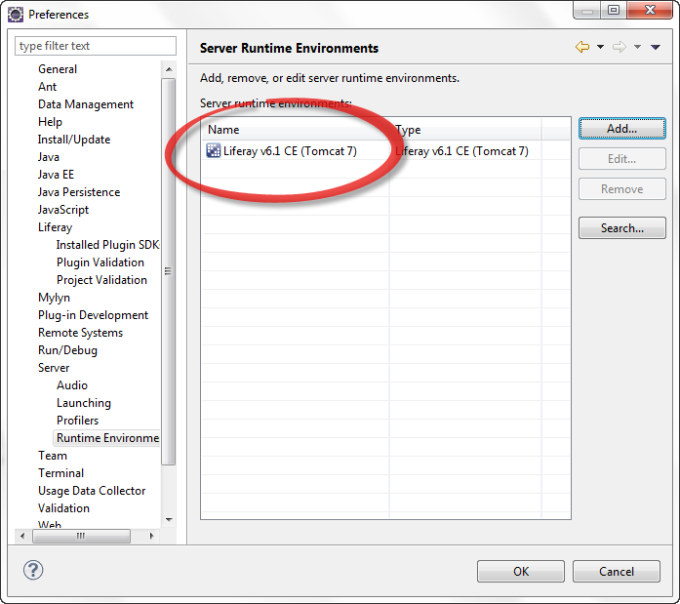 Preferences
type filter text
General
Ant
Data Management
Help
Install/Update
Java
Java EE
Java Persistence
JavaScript
Liferay
Installed Plugin SDK
Plugin Validation
Project Validation
Mylyn
Plug-in Development
Remote Systems
Run/Debug
Server
Audio
Launching
Profilers
Runtime Environme
Team
Terminal
Usage Data Collector
Validation
Web
Server Runtime Environments
Add, remove, or edit server runtime environments.
Server runtime environments:
Name Type
Liferay v6.1 CE (Tomcat 7) Liferay v6.1 CE (Tomcat 7)
Add...
Edit...
Remove
Search...
?
OK Cancel